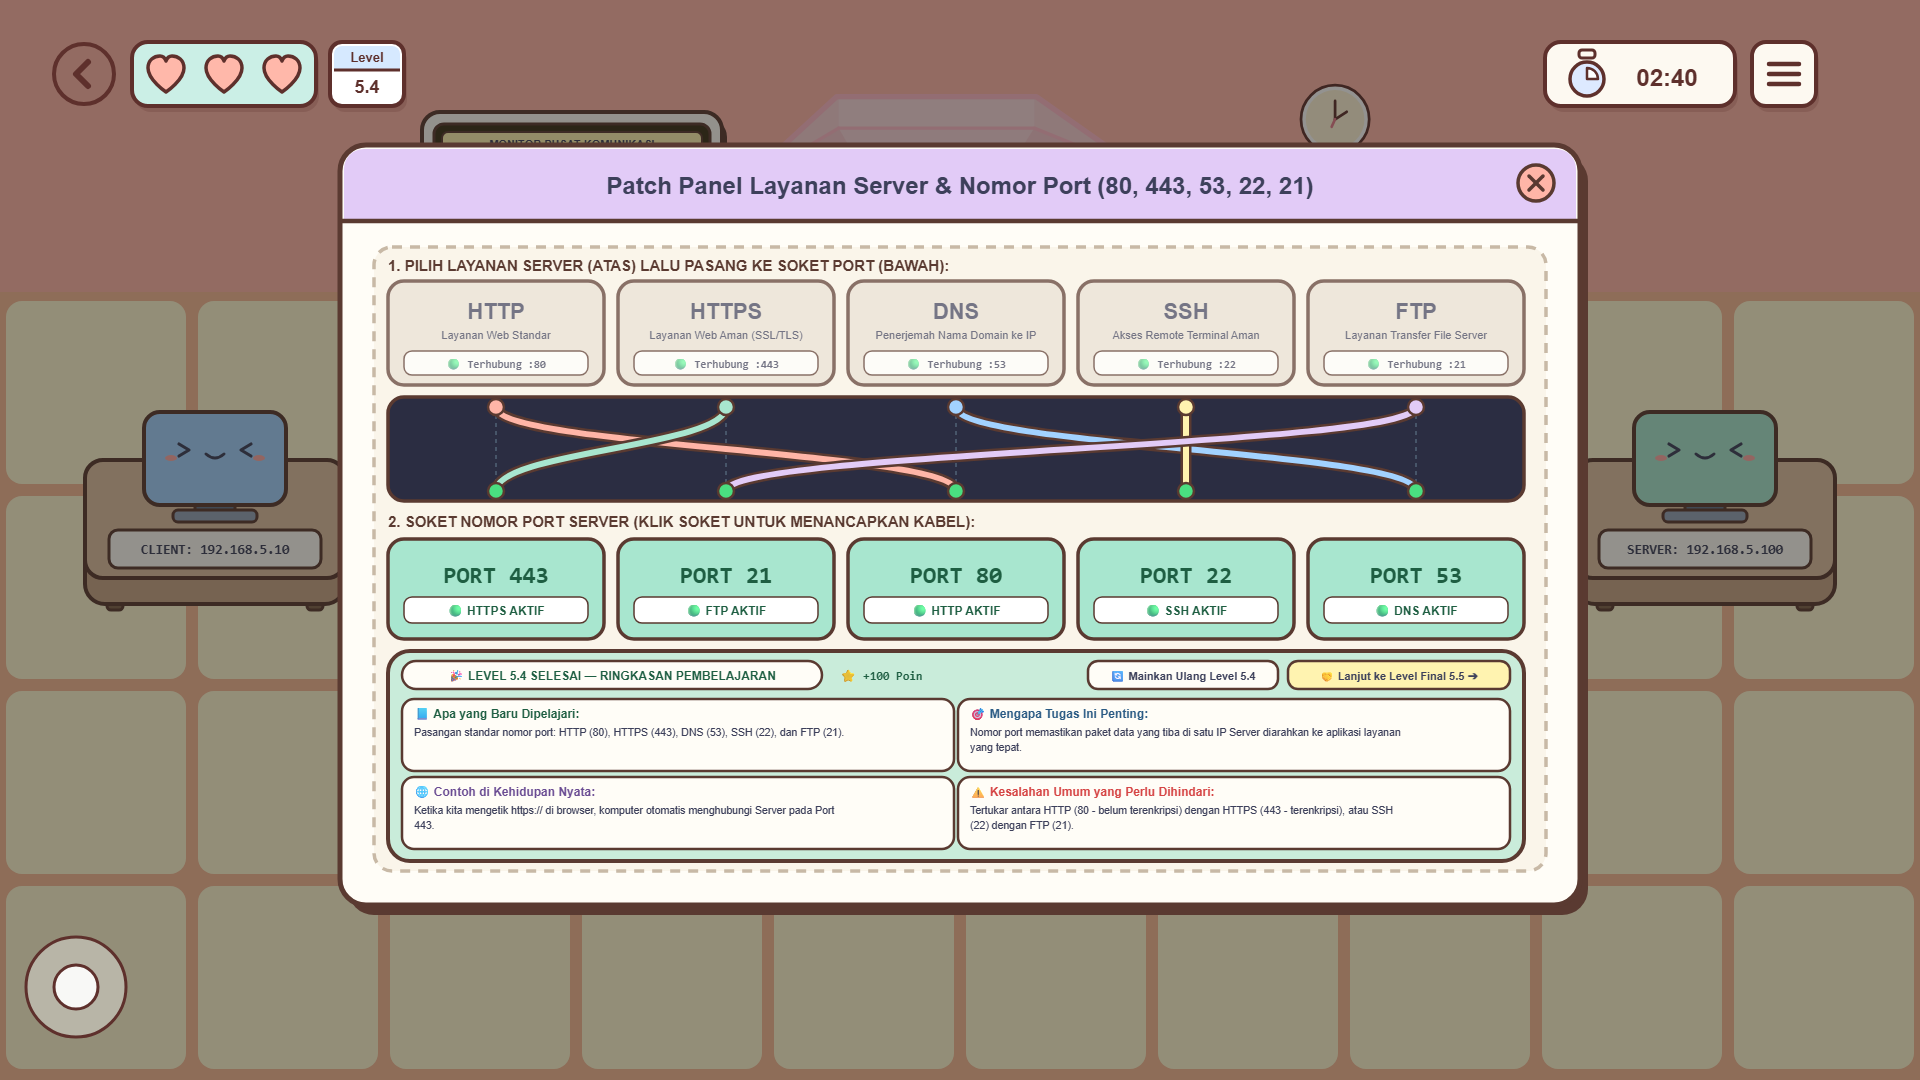 Level
5.4
02:40
MONITOR PUSAT KOMUNIKASI
Patch Panel Layanan Server & Nomor Port (80, 443, 53, 22, 21)
1. PILIH LAYANAN SERVER (ATAS) LALU PASANG KE SOKET PORT (BAWAH):
HTTP
Layanan Web Standar
Terhubung :80
HTTPS
Layanan Web Aman (SSL/TLS)
Terhubung :443
DNS
Penerjemah Nama Domain ke IP
Terhubung :53
SSH
Akses Remote Terminal Aman
Terhubung :22
FTP
Layanan Transfer File Server
Terhubung :21
CLIENT: 192.168.5.10
SERVER: 192.168.5.100
2. SOKET NOMOR PORT SERVER (KLIK SOKET UNTUK MENANCAPKAN KABEL):
PORT 443
HTTPS AKTIF
PORT 21
FTP AKTIF
PORT 80
HTTP AKTIF
PORT 22
SSH AKTIF
PORT 53
DNS AKTIF
🎉 LEVEL 5.4 SELESAI — RINGKASAN PEMBELAJARAN
⭐ +100 Poin
🔄 Mainkan Ulang Level 5.4
Lanjut ke Level Final 5.5 ➔
📘 Apa yang Baru Dipelajari:
Pasangan standar nomor port: HTTP (80), HTTPS (443), DNS (53), SSH (22), dan FTP (21).
🎯 Mengapa Tugas Ini Penting:
Nomor port memastikan paket data yang tiba di satu IP Server diarahkan ke aplikasi layanan
yang tepat.
🌐 Contoh di Kehidupan Nyata:
Ketika kita mengetik https:// di browser, komputer otomatis menghubungi Server pada Port
443.
⚠️ Kesalahan Umum yang Perlu Dihindari:
Tertukar antara HTTP (80 - belum terenkripsi) dengan HTTPS (443 - terenkripsi), atau SSH
(22) dengan FTP (21).